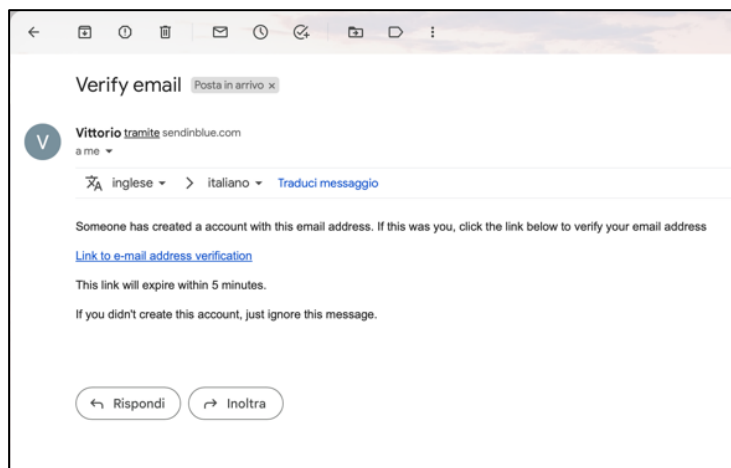 Verify email Posta in arrivo ×
V
Vittorio tramite sendinblue.com
a me
inglese > italiano Traduci messaggio
Someone has created a account with this email address. If this was you, click the link below to verify your email address
Link to e-mail address verification
This link will expire within 5 minutes.
If you didn't create this account, just ignore this message.
Rispondi Inoltra